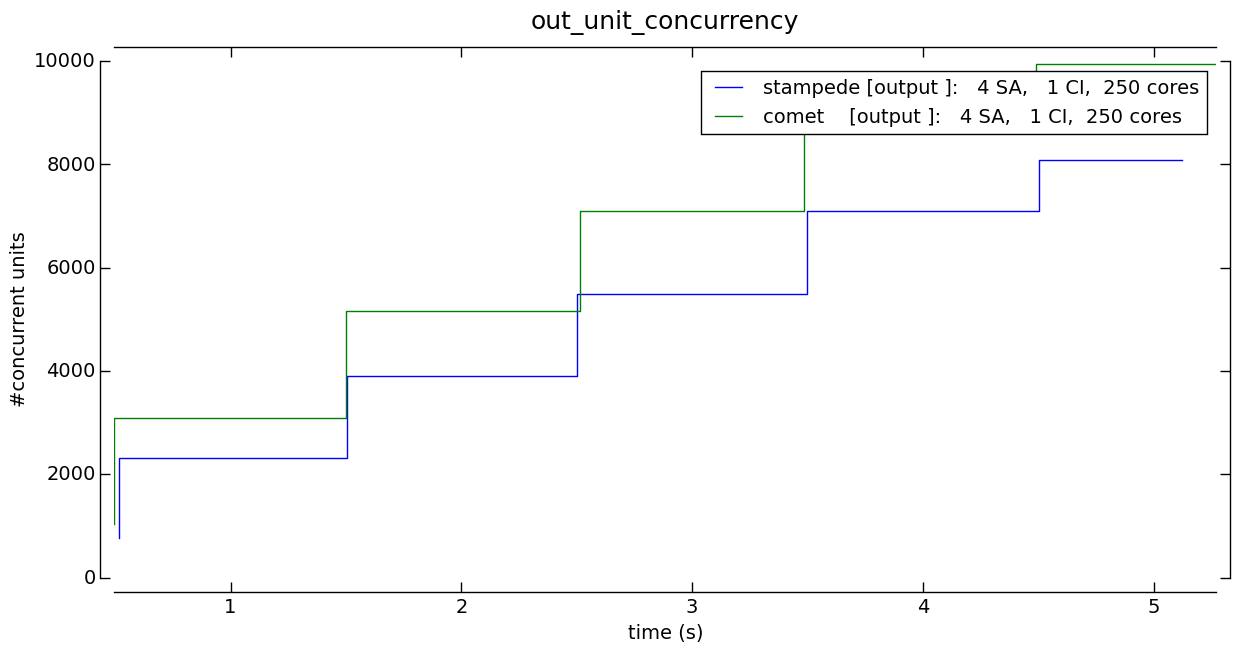 out_unit_concurrency
10000
8000
6000
4000
2000
0
#concurrent units
stampede [output ]:   4 SA,   1 CI,  250 cores
comet    [output ]:   4 SA,   1 CI,  250 cores
1 2 3 4 5
time (s)